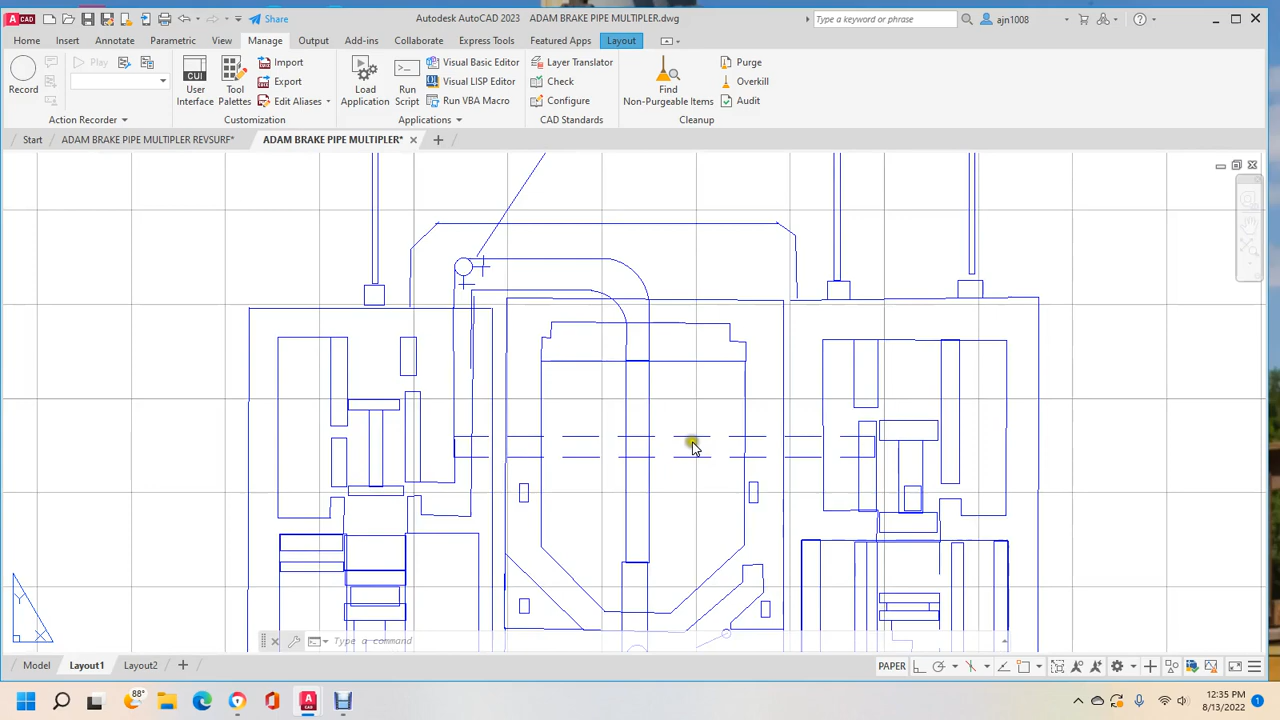 Share
Autodesk AutoCAD 2023 ADAM BRAKE PIPE MULTIPLER.dwg
Type a keyword or phrase
ajn1008
Home Insert Annotate Parametric View Manage Output Add-ins Collaborate Express Tools Featured Apps Layout
Record
Play
Action Recorder
User Interface
Tool Palettes
Import
Export
Edit Aliases
Customization
Load Application
Run Script
Visual Basic Editor
Visual LISP Editor
Run VBA Macro
Applications
Layer Translator
Check
Configure
CAD Standards
Find Non-Purgeable Items
Purge
Overkill
Audit
Cleanup
Start ADAM BRAKE PIPE MULTIPLER REVSURF* ADAM BRAKE PIPE MULTIPLER*
Y
X
Type a command
Model Layout1 Layout2
PAPER
88°
12:35 PM
8/13/2022
1